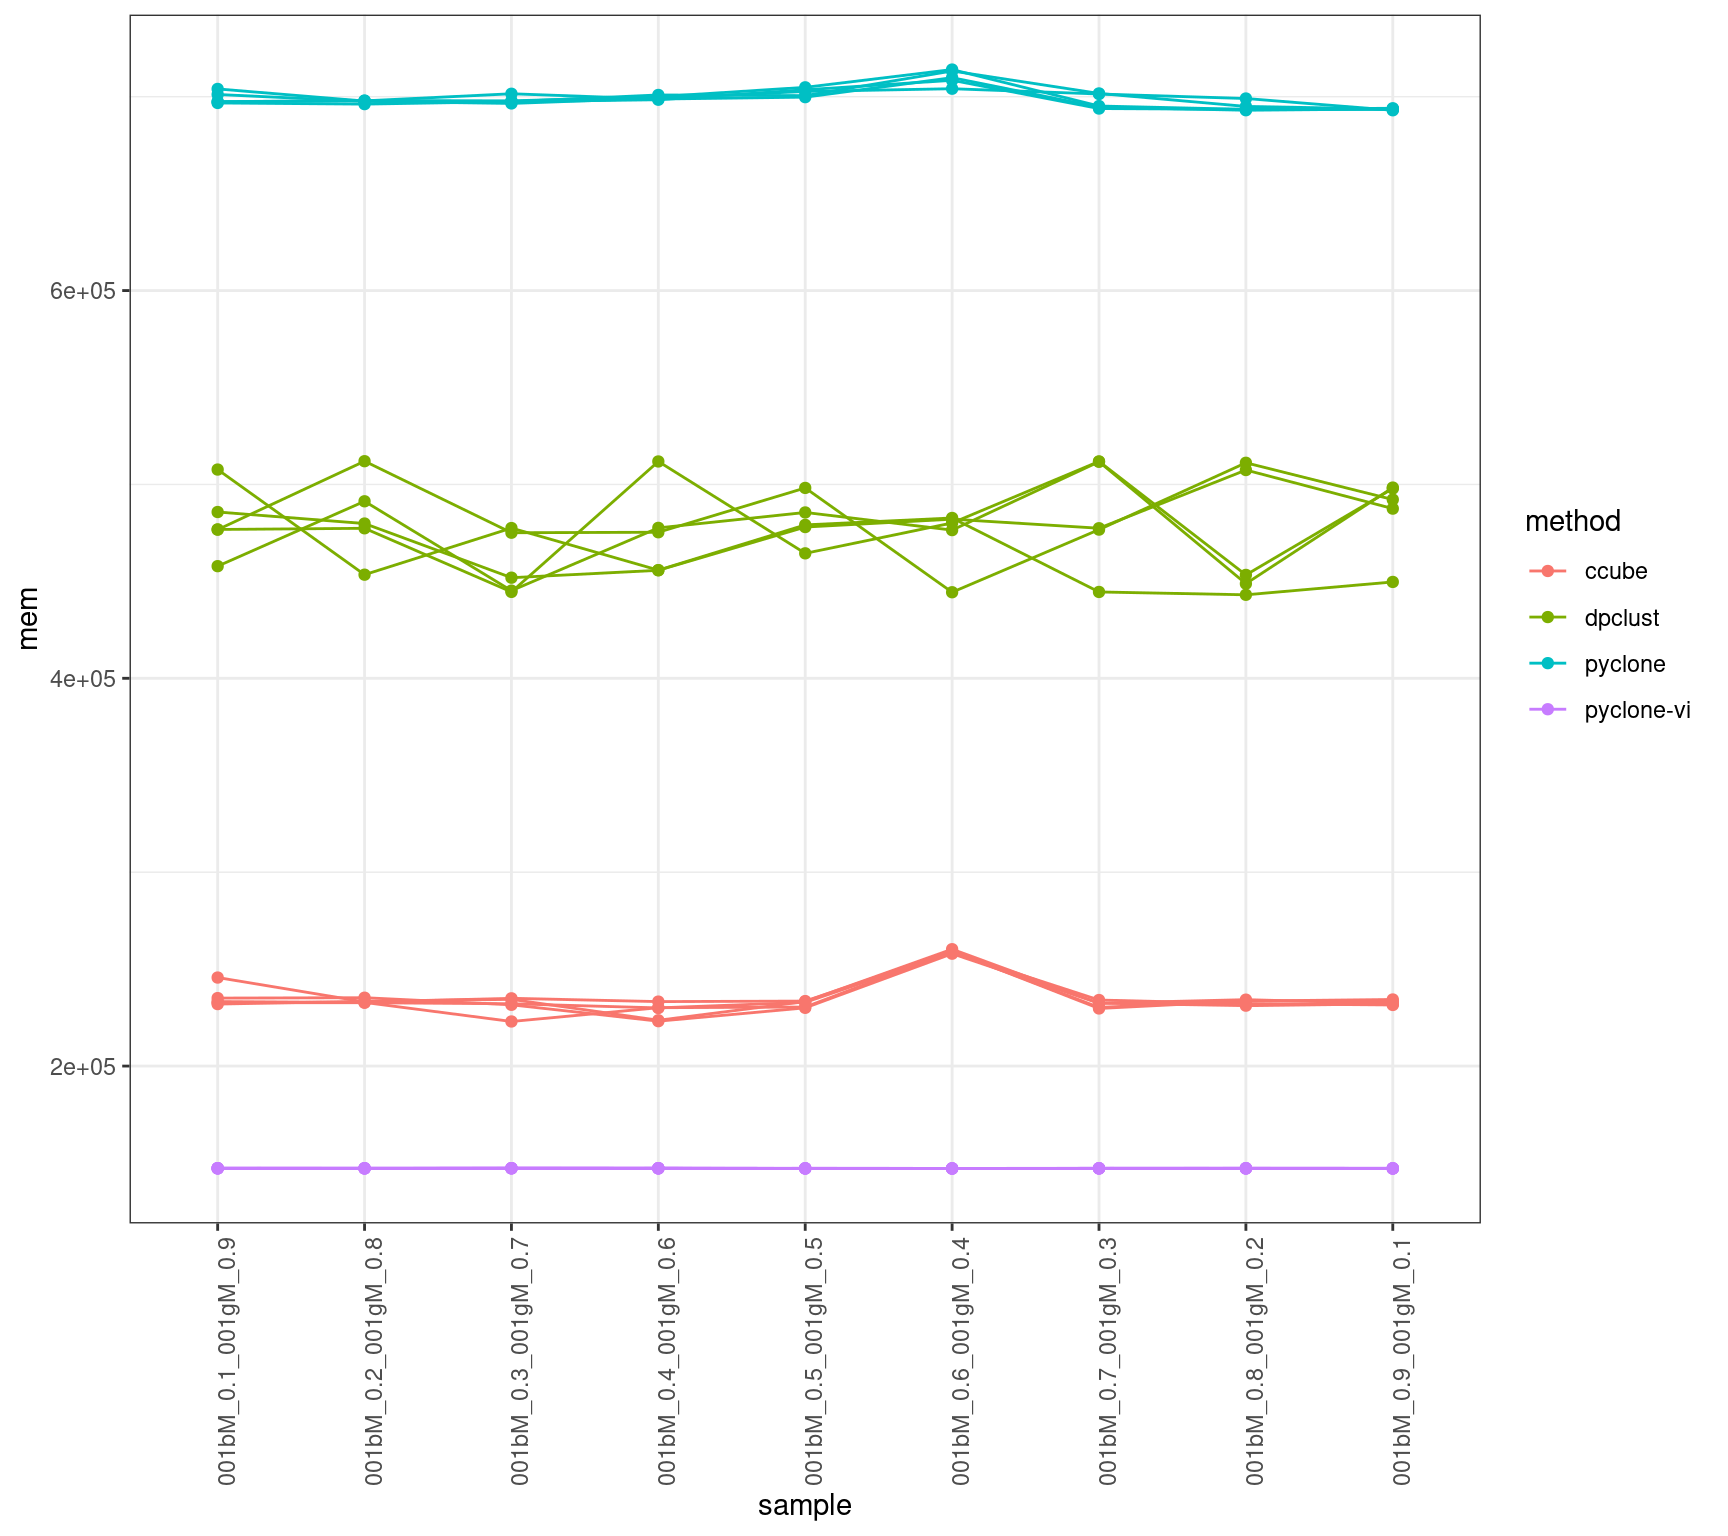 mem
6e+05
4e+05
2e+05
001bM_0.1_001gM_0.9
001bM_0.2_001gM_0.8
001bM_0.3_001gM_0.7
001bM_0.4_001gM_0.6
001bM_0.5_001gM_0.5
001bM_0.6_001gM_0.4
001bM_0.7_001gM_0.3
001bM_0.8_001gM_0.2
001bM_0.9_001gM_0.1
sample
method
ccube
dpclust
pyclone
pyclone-vi